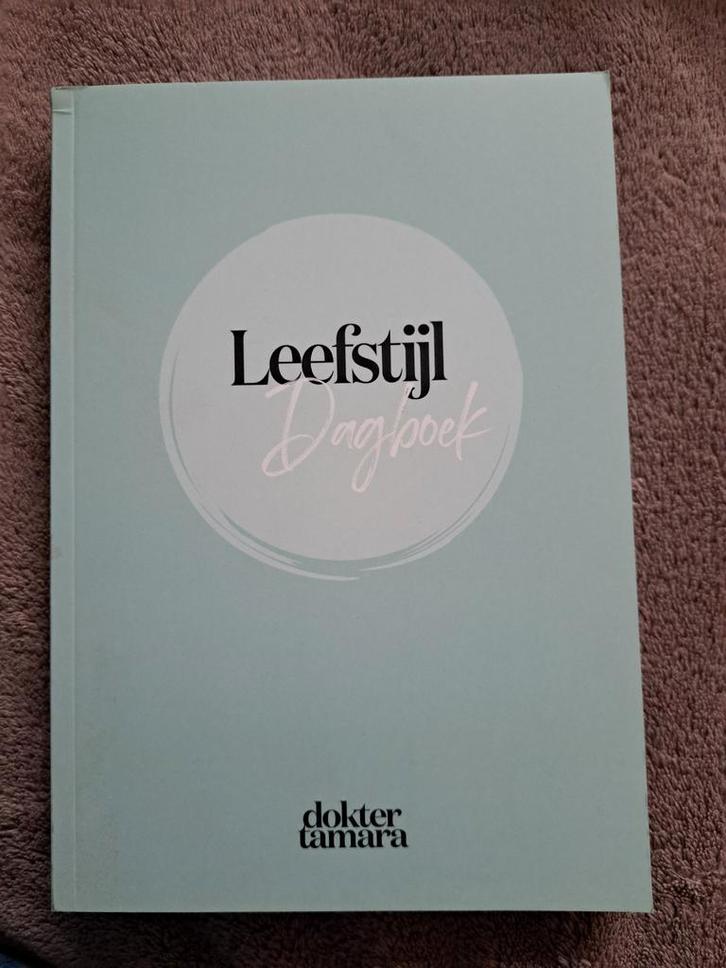 Leefstijl
Dagboek
dokter
tamara